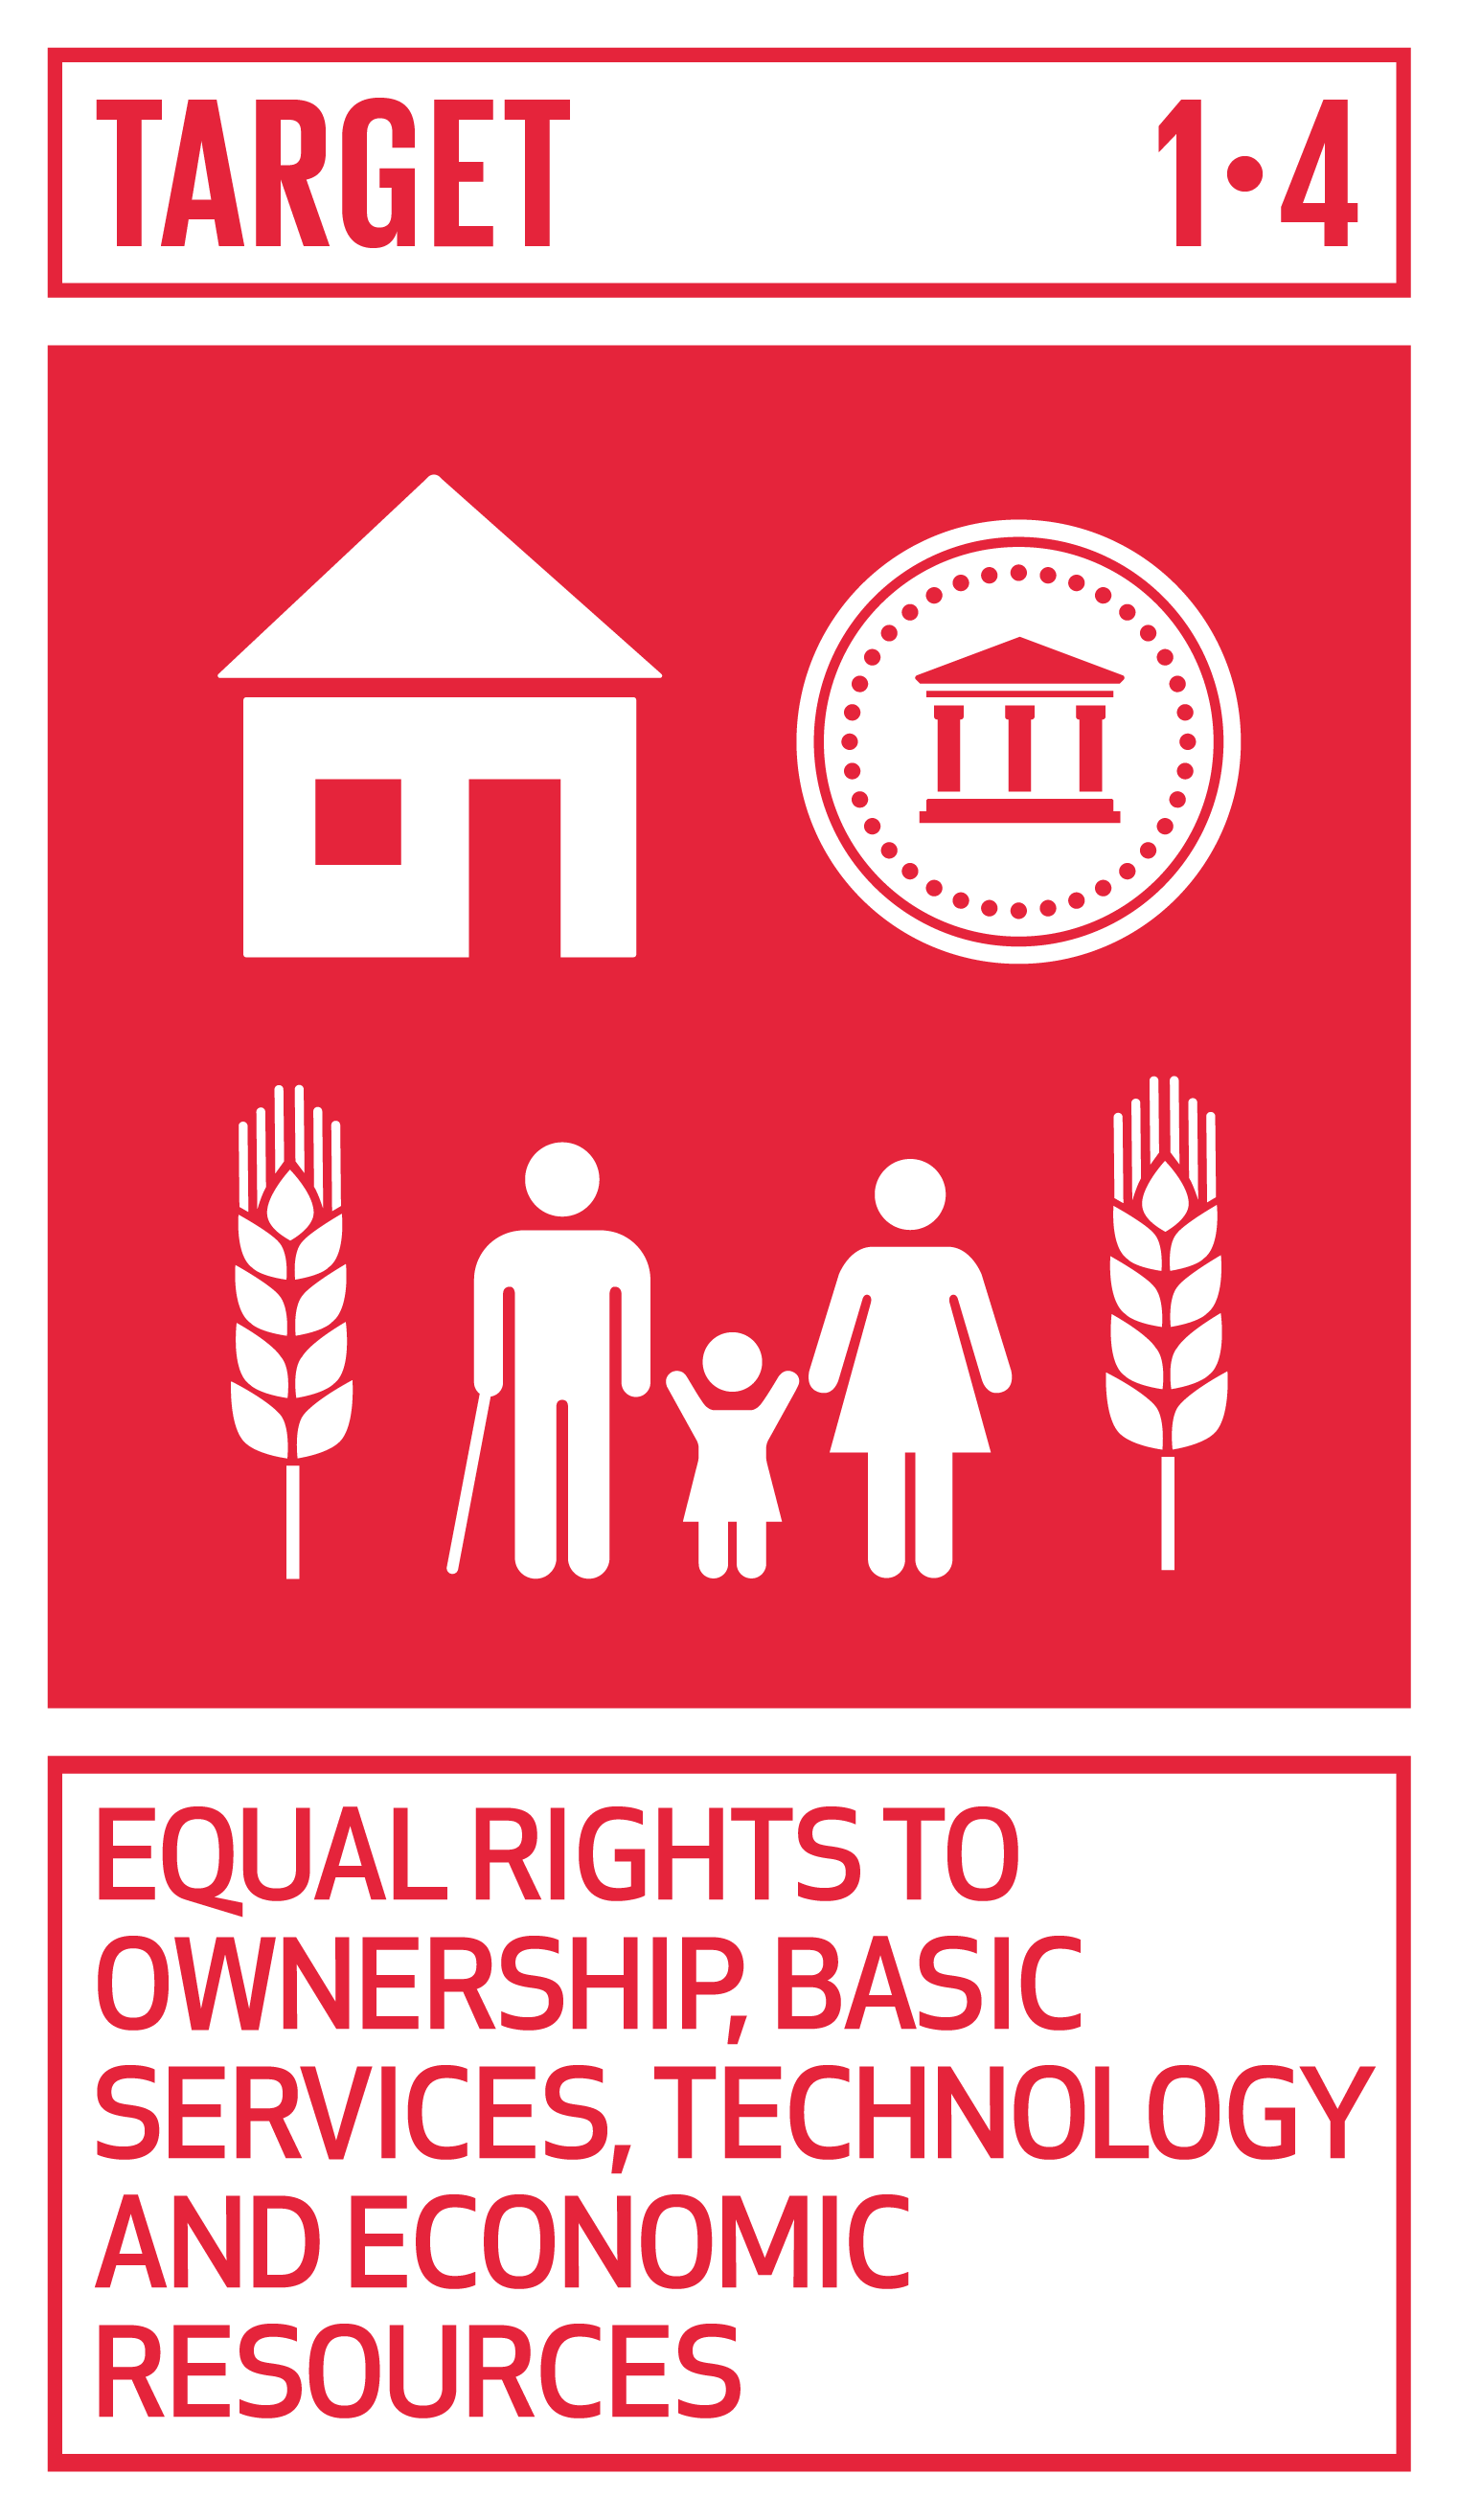 TARGET 1•4
EQUAL RIGHTS TO
OWNERSHIP, BASIC
SERVICES, TECHNOLOGY
AND ECONOMIC
RESOURCES